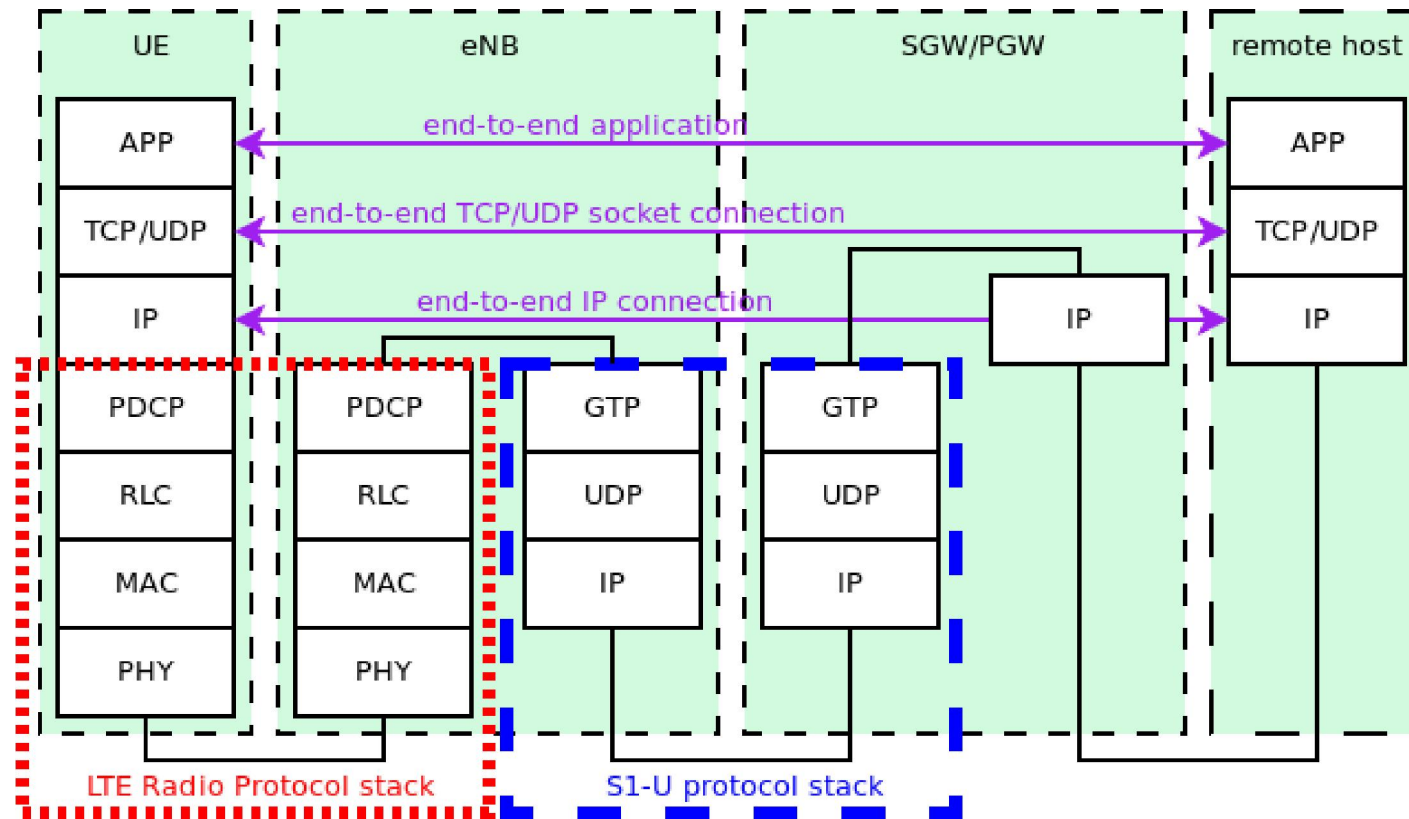 UE
eNB
SGW/PGW
remote host
end-to-end application
APP
APP
end-to-end TCP/UDP socket connection
TCP/UDP
TCP/UDP
end-to-end IP connection
IP
IP
IP
PDCP
PDCP
GTP
GTP
RLC
RLC
UDP
UDP
MAC
MAC
IP
IP
PHY
PHY
LTE Radio Protocol stack
S1-U protocol stack